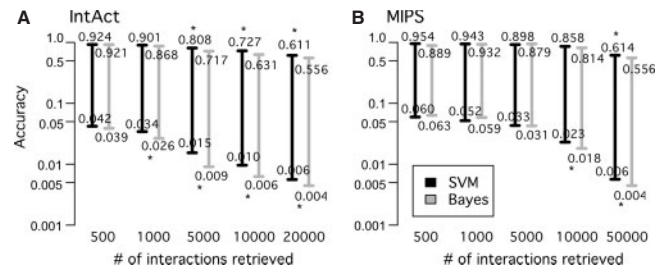 A IntAct
Accuracy
1.0
0.5
0.1
0.05
0.01
0.005
0.001
* * *
0.924 0.901 0.808 0.727 0.611
0.921 0.868 0.717 0.631 0.556
0.042 0.034 0.015 0.010 0.006
0.039 0.026 0.009 0.006 0.004
* * * *
500 1000 5000 10000 20000
# of interactions retrieved
B MIPS
1.0
0.5
0.1
0.05
0.01
0.005
0.001
*
0.954 0.943 0.898 0.858 0.614
0.889 0.932 0.879 0.814 0.556
0.060 0.052 0.033 0.023 0.006
0.063 0.059 0.031 0.018 0.004
* *
SVM
Bayes
500 1000 5000 10000 50000
# of interactions retrieved